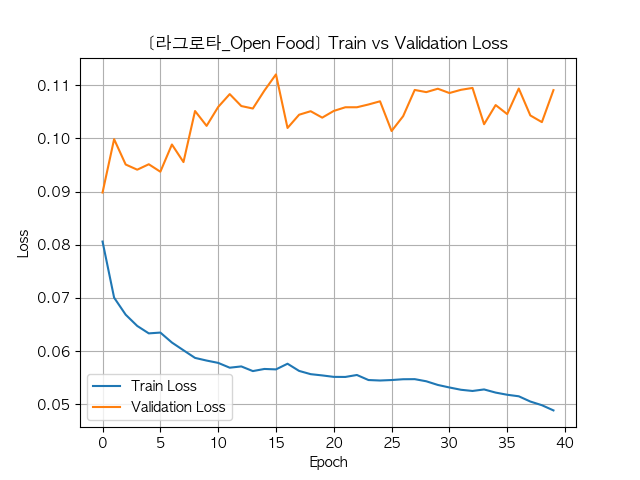 [라그로타_Open Food] Train vs Validation Loss
0.11
0.10
0.09
0.08
0.07
0.06
0.05
Loss
Train Loss
Validation Loss
0 5 10 15 20 25 30 35 40
Epoch